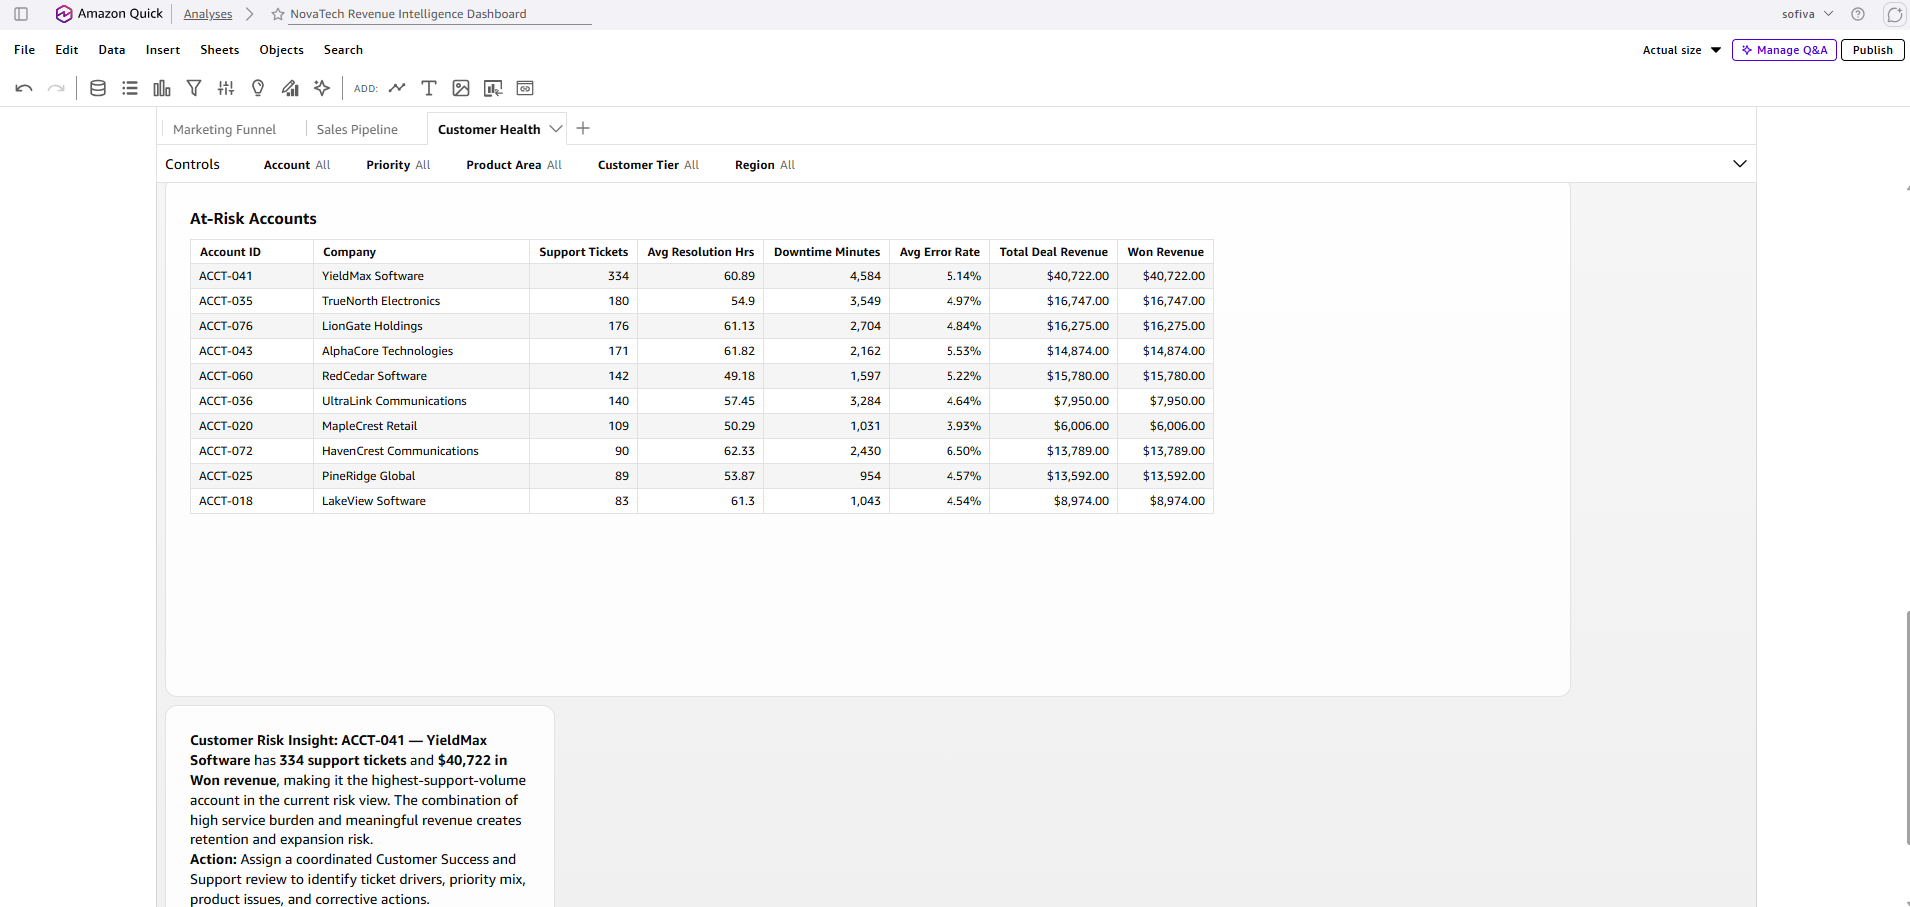 Amazon Quick Analyses NovaTech Revenue Intelligence Dashboard sofiva
File Edit Data Insert Sheets Objects Search Actual size Manage Q&A Publish
ADD:
Marketing Funnel Sales Pipeline Customer Health
Controls Account All Priority All Product Area All Customer Tier All Region All
At-Risk Accounts
Account ID Company Support Tickets Avg Resolution Hrs Downtime Minutes Avg Error Rate Total Deal Revenue Won Revenue
ACCT-041 YieldMax Software 334 60.89 4,584 5.14% $40,722.00 $40,722.00
ACCT-035 TrueNorth Electronics 180 54.9 3,549 4.97% $16,747.00 $16,747.00
ACCT-076 LionGate Holdings 176 61.13 2,704 4.84% $16,275.00 $16,275.00
ACCT-043 AlphaCore Technologies 171 61.82 2,162 5.53% $14,874.00 $14,874.00
ACCT-060 RedCedar Software 142 49.18 1,597 5.22% $15,780.00 $15,780.00
ACCT-036 UltraLink Communications 140 57.45 3,284 4.64% $7,950.00 $7,950.00
ACCT-020 MapleCrest Retail 109 50.29 1,031 3.93% $6,006.00 $6,006.00
ACCT-072 HavenCrest Communications 90 62.33 2,430 6.50% $13,789.00 $13,789.00
ACCT-025 PineRidge Global 89 53.87 954 4.57% $13,592.00 $13,592.00
ACCT-018 LakeView Software 83 61.3 1,043 4.54% $8,974.00 $8,974.00
Customer Risk Insight: ACCT-041 — YieldMax
Software has 334 support tickets and $40,722 in
Won revenue, making it the highest-support-volume
account in the current risk view. The combination of
high service burden and meaningful revenue creates
retention and expansion risk.
Action: Assign a coordinated Customer Success and
Support review to identify ticket drivers, priority mix,
product issues, and corrective actions.